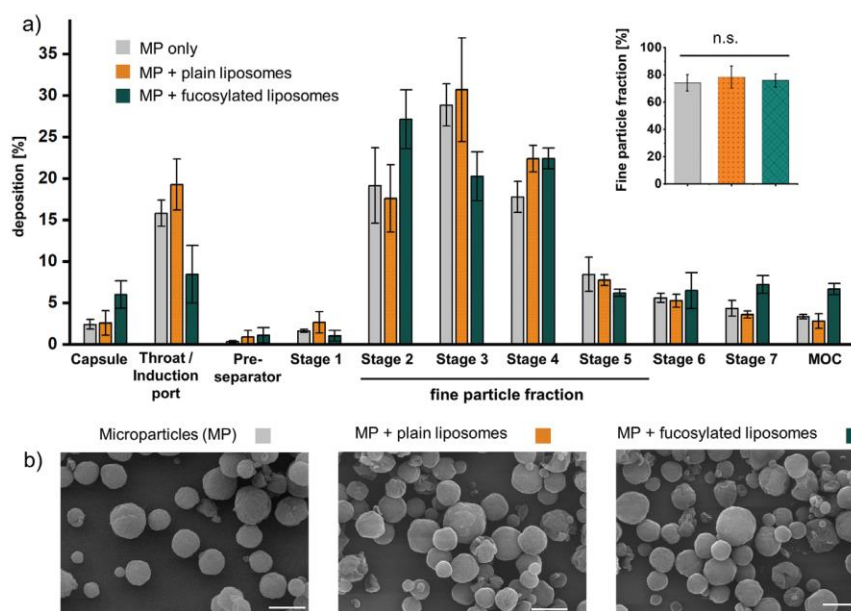 a)
MP only
MP + plain liposomes
MP + fucosylated liposomes
deposition [%]
35
30
25
20
15
10
5
0
Capsule
Throat /
Induction
port
Pre-
separator
Stage 1
Stage 2
Stage 3
Stage 4
Stage 5
Stage 6
Stage 7
MOC
fine particle fraction
Fine particle fraction [%]
100
80
60
40
20
0
n.s.
b)
Microparticles (MP)
MP + plain liposomes
MP + fucosylated liposomes